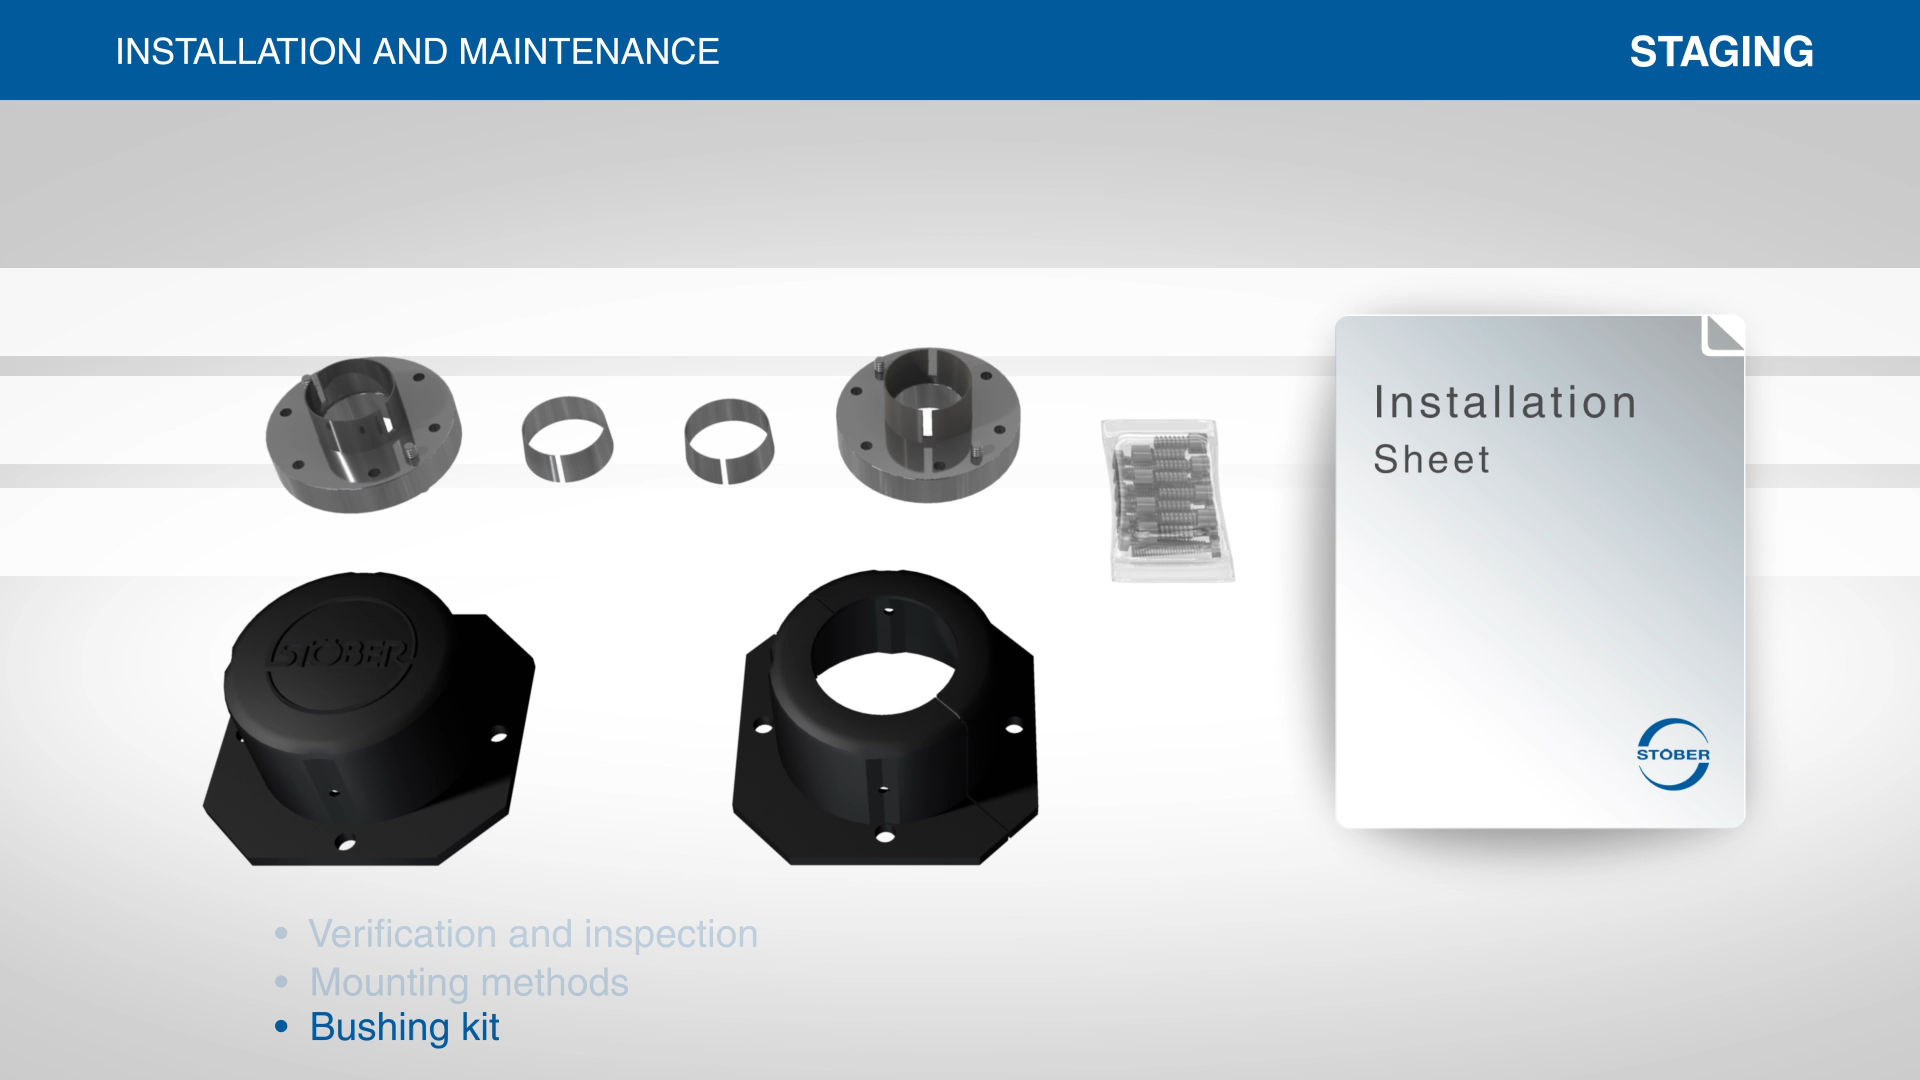 INSTALLATION AND MAINTENANCE
STAGING
Installation
Sheet
STÖBER
STÖBER
• Verification and inspection
• Mounting methods
• Bushing kit